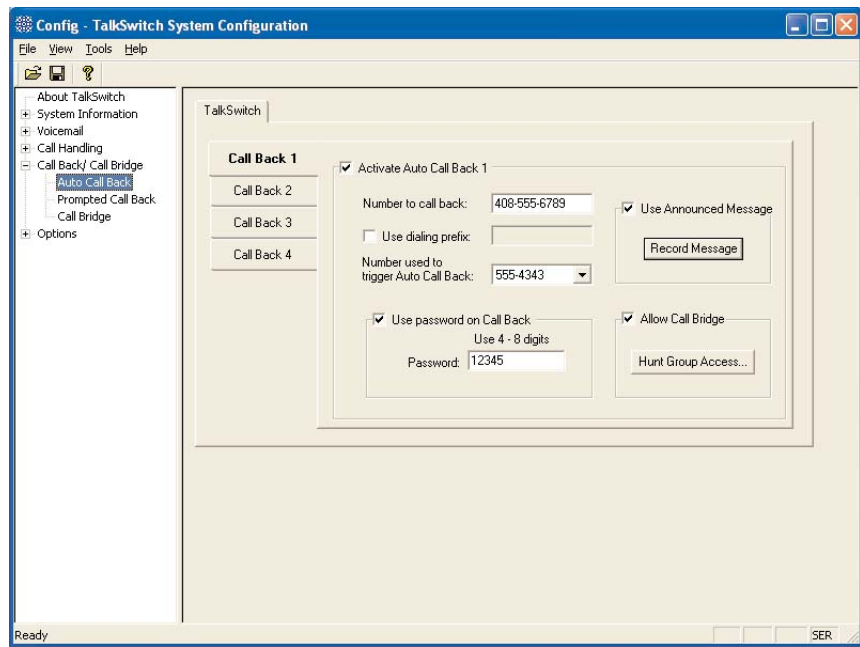 Config - TalkSwitch System Configuration
File View Tools Help
About TalkSwitch
System Information
Voicemail
Call Handling
Call Back/ Call Bridge
Auto Call Back
Prompted Call Back
Call Bridge
Options
TalkSwitch
Call Back 1
Call Back 2
Call Back 3
Call Back 4
Activate Auto Call Back 1
Number to call back: 408-555-6789
Use dialing prefix:
Number used to
trigger Auto Call Back: 555-4343
Use Announced Message
Record Message
Use password on Call Back
Use 4 - 8 digits
Password: 12345
Allow Call Bridge
Hunt Group Access...
Ready SER